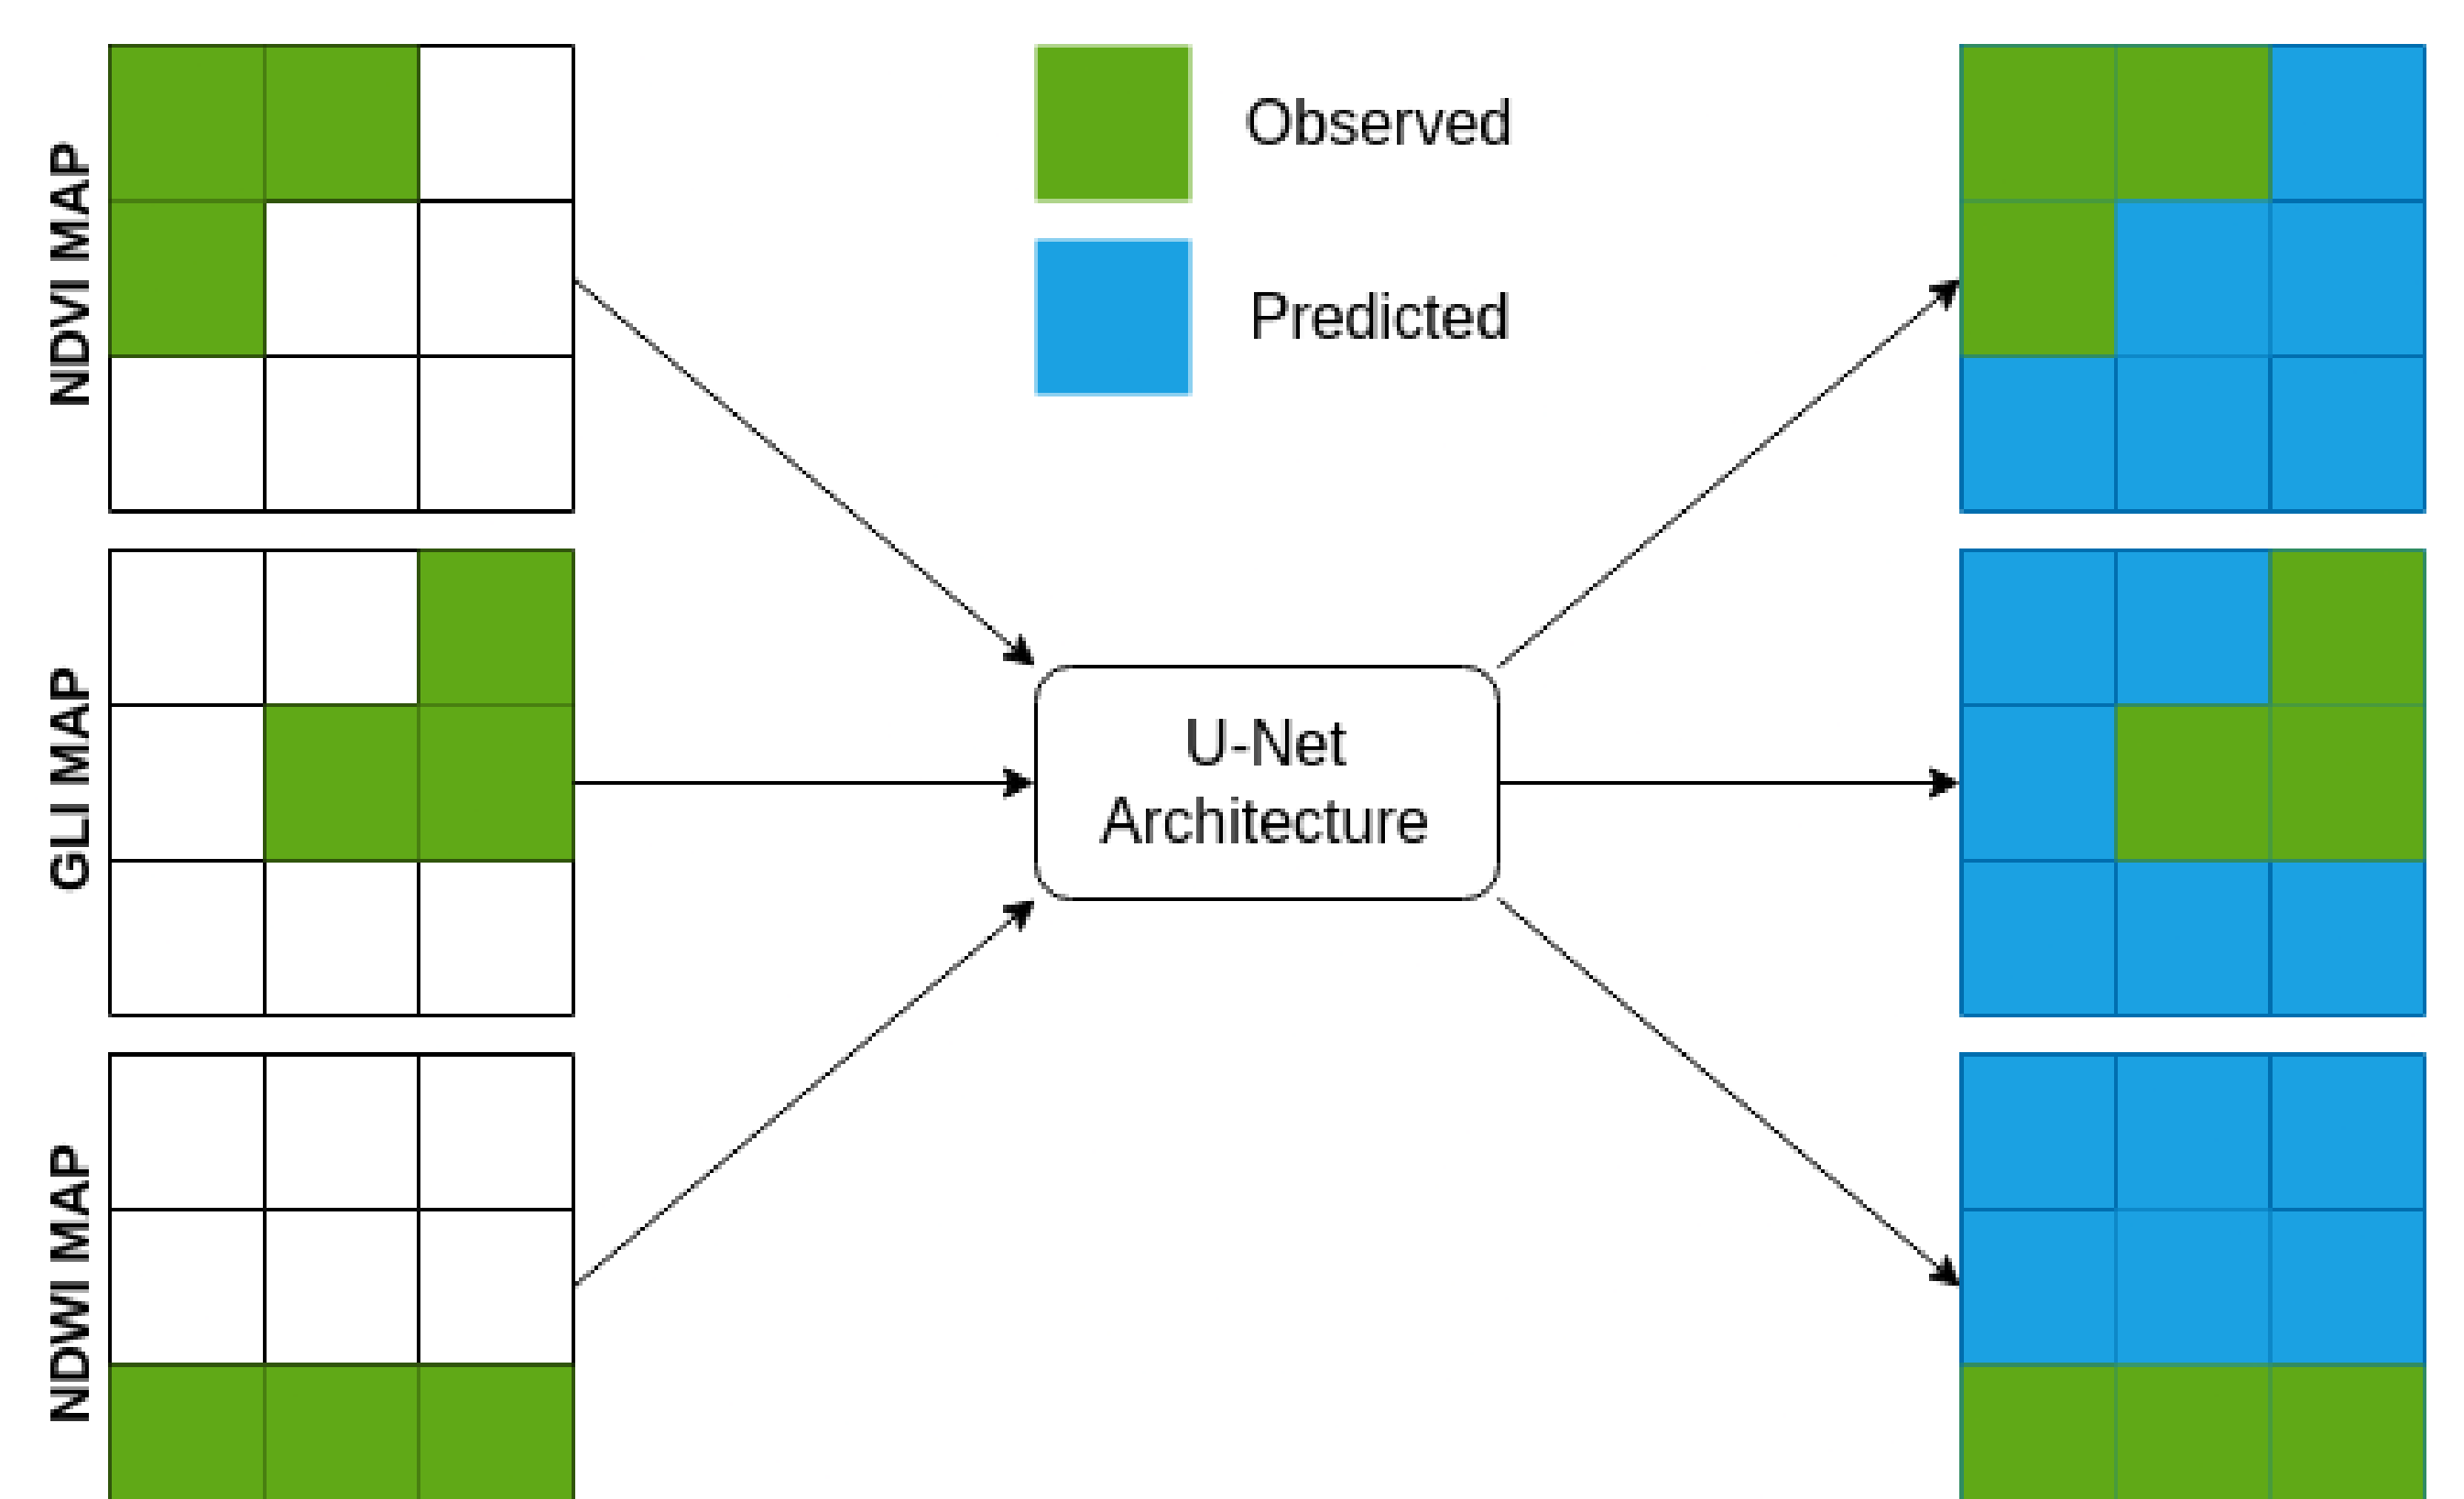 NDVI MAP
Observed
Predicted
GLI MAP
U-Net
Architecture
NDWI MAP